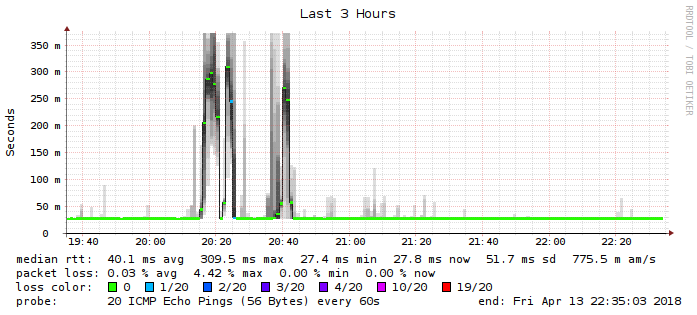 Last 3 Hours
RRDTOOL / TOBI OETIKER
Seconds
350 m
300 m
250 m
200 m
150 m
100 m
50 m
0
19:40 20:00 20:20 20:40 21:00 21:20 21:40 22:00 22:20
median rtt: 40.1 ms avg 309.5 ms max 27.4 ms min 27.8 ms now 51.7 ms sd 775.5 m am/s
packet loss: 0.03 % avg 4.42 % max 0.00 % min 0.00 % now
loss color: 0 1/20 2/20 3/20 4/20 10/20 19/20
probe: 20 ICMP Echo Pings (56 Bytes) every 60s end: Fri Apr 13 22:35:03 2018